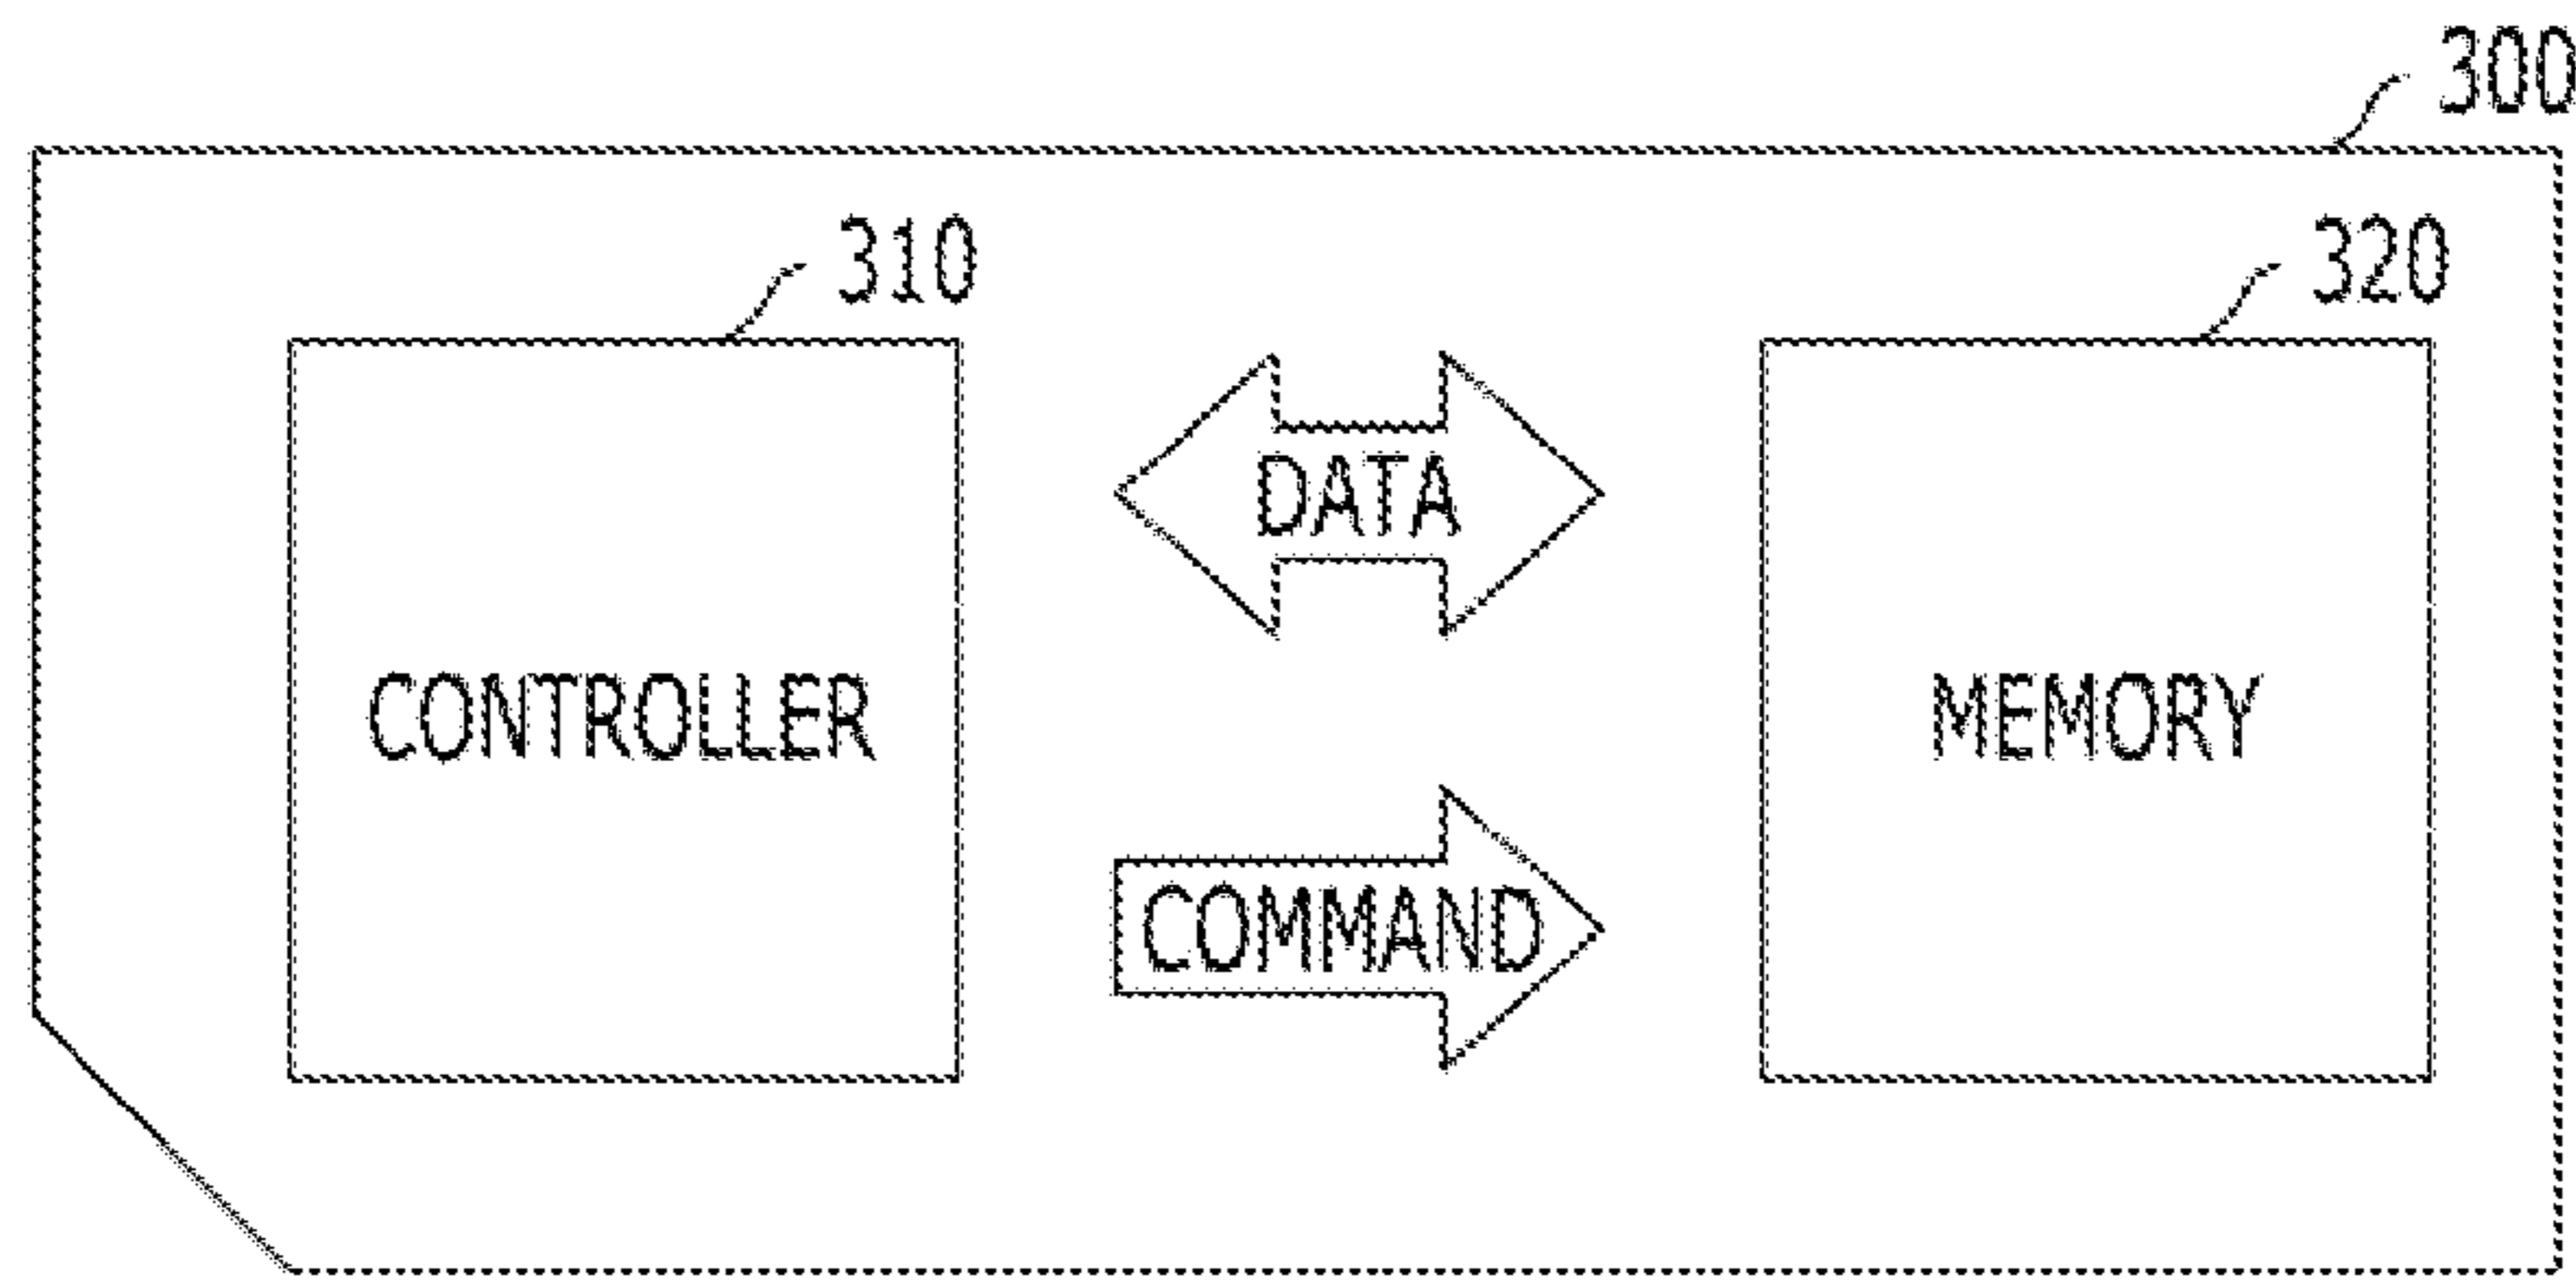 300
310
320
DATA
CONTROLLER
MEMORY
COMMAND